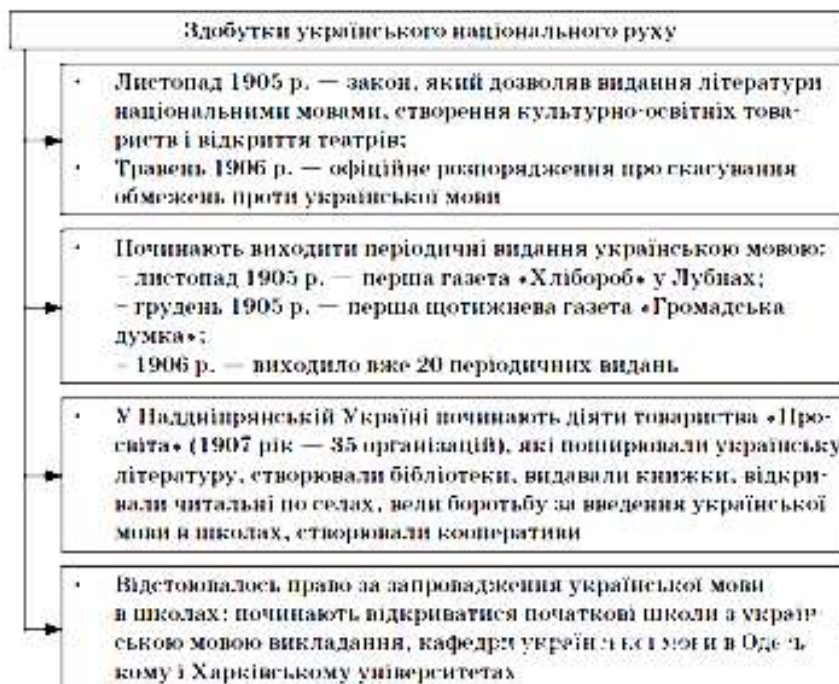 Здобутки українського національного руху
· Листопад 1905 р. — закон, який дозволяв видання літератури
національними мовами, створення культурно-освітніх това-
риств і відкриття театрів;
· Травень 1906 р. — офіційне розпорядження про скасування
обмежень проти української мови
· Починають виходити періодичні видання українською мовою:
– листопад 1905 р. — перша газета «Хлібороб» у Лубнах;
– грудень 1905 р. — перша щотижнева газета «Громадська
думка»;
– 1906 р. — виходило вже 20 періодичних видань
· У Наддніпрянській Україні починають діяти товариства «Про-
світа» (1907 рік — 35 організацій), які поширювали українську
літературу, створювали бібліотеки, видавали книжки, відкри-
вали читальні по селах, вели боротьбу за введення української
мови в школах, створювали кооперативи
· Відстоювалось право за запровадження української мови
в школах: починають відкриватися початкові школи з україн
ською мовою викладання, кафедри української мови в Одесь
кому і Харківському університетах